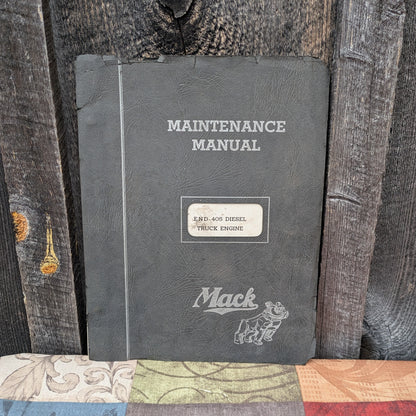 MAINTENANCE
MANUAL
END-405 DIESEL
TRUCK ENGINE
Mack